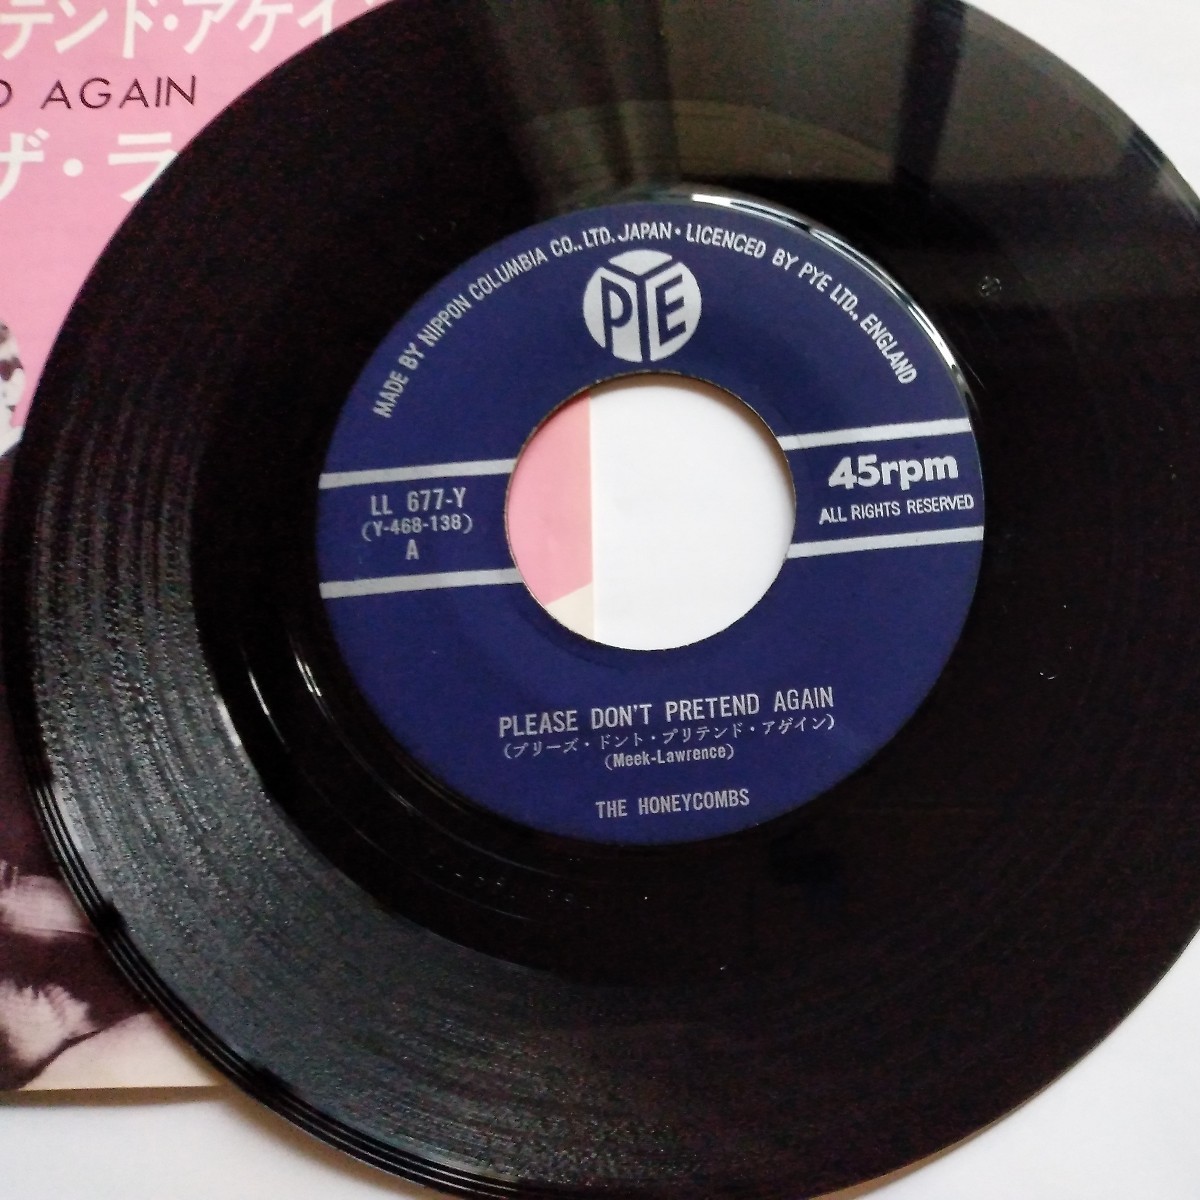 テンド・アゲイン
D AGAIN
ザ・ラ
MADE BY NIPPON COLUMBIA CO., LTD. JAPAN・LICENCED BY PYE LTD., ENGLAND
PYE
45rpm
ALL RIGHTS RESERVED
LL 677-Y
(Y-468-138)
A
PLEASE DON'T PRETEND AGAIN
(プリーズ・ドント・プリテンド・アゲイン)
(Meek-Lawrence)
THE HONEYCOMBS